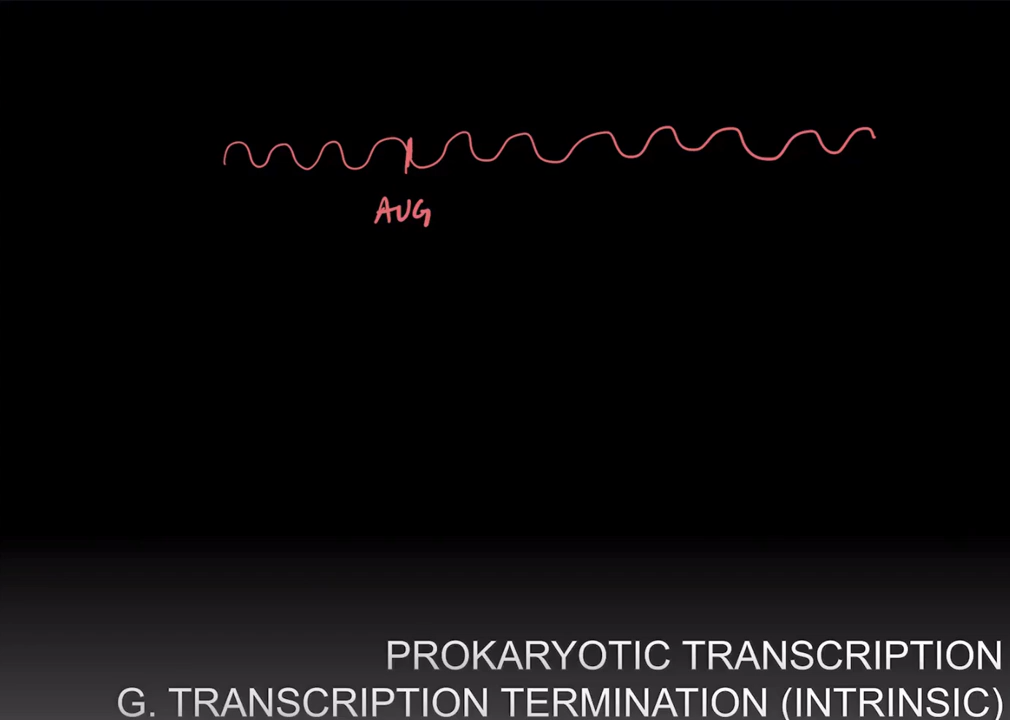 AUG
PROKARYOTIC TRANSCRIPTION
G. TRANSCRIPTION TERMINATION (INTRINSIC)